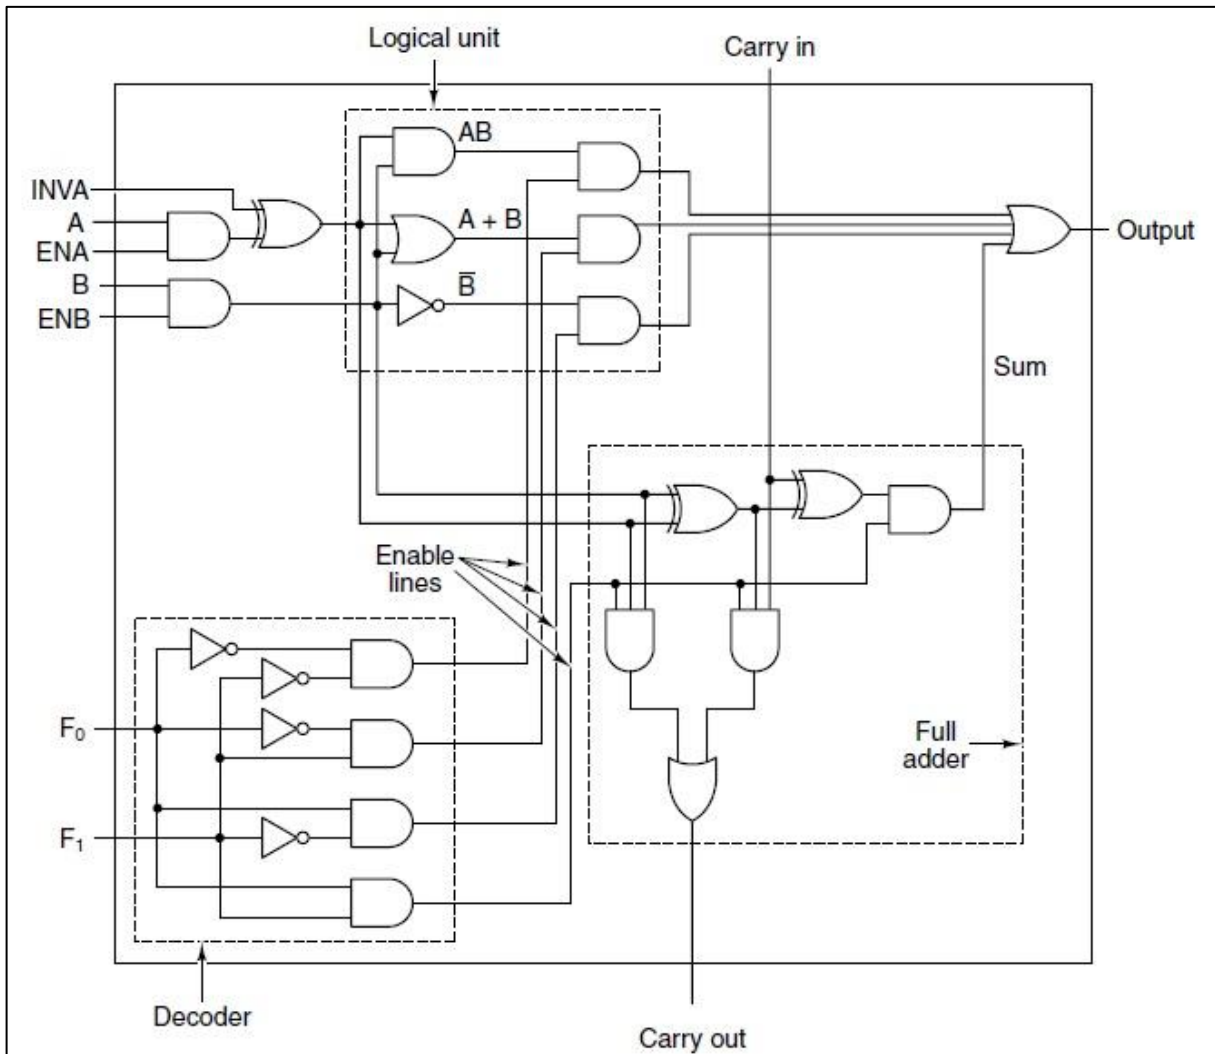 Logical unit
Carry in
INVA
A
ENA
B
ENB
AB
A + B
B̅
Output
Sum
Enable
lines
F₀
F₁
Full
adder
Decoder
Carry out